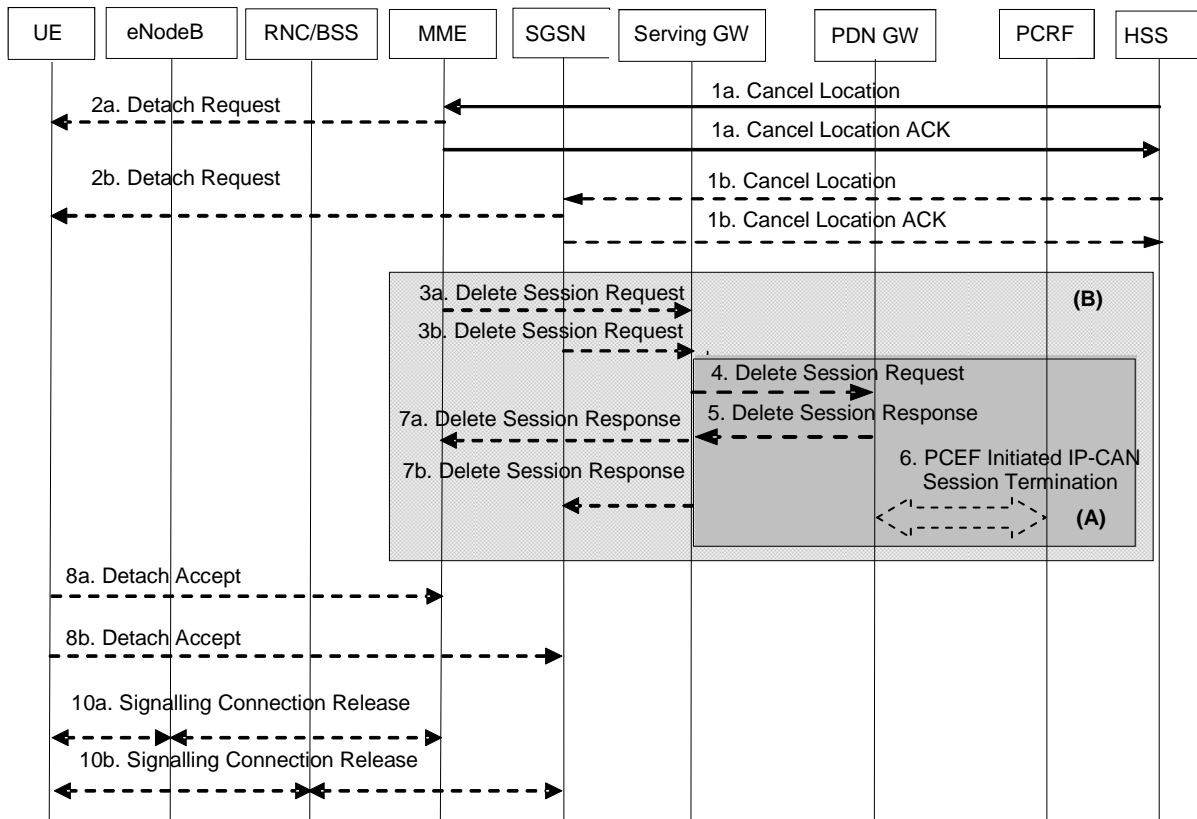 UE
eNodeB
RNC/BSS
MME
SGSN
Serving GW
PDN GW
PCRF
HSS
2a. Detach Request
1a. Cancel Location
1a. Cancel Location ACK
2b. Detach Request
1b. Cancel Location
1b. Cancel Location ACK
3a. Delete Session Request
(B)
3b. Delete Session Request
4. Delete Session Request
7a. Delete Session Response
5. Delete Session Response
7b. Delete Session Response
6. PCEF Initiated IP-CAN
Session Termination
(A)
8a. Detach Accept
8b. Detach Accept
10a. Signalling Connection Release
10b. Signalling Connection Release